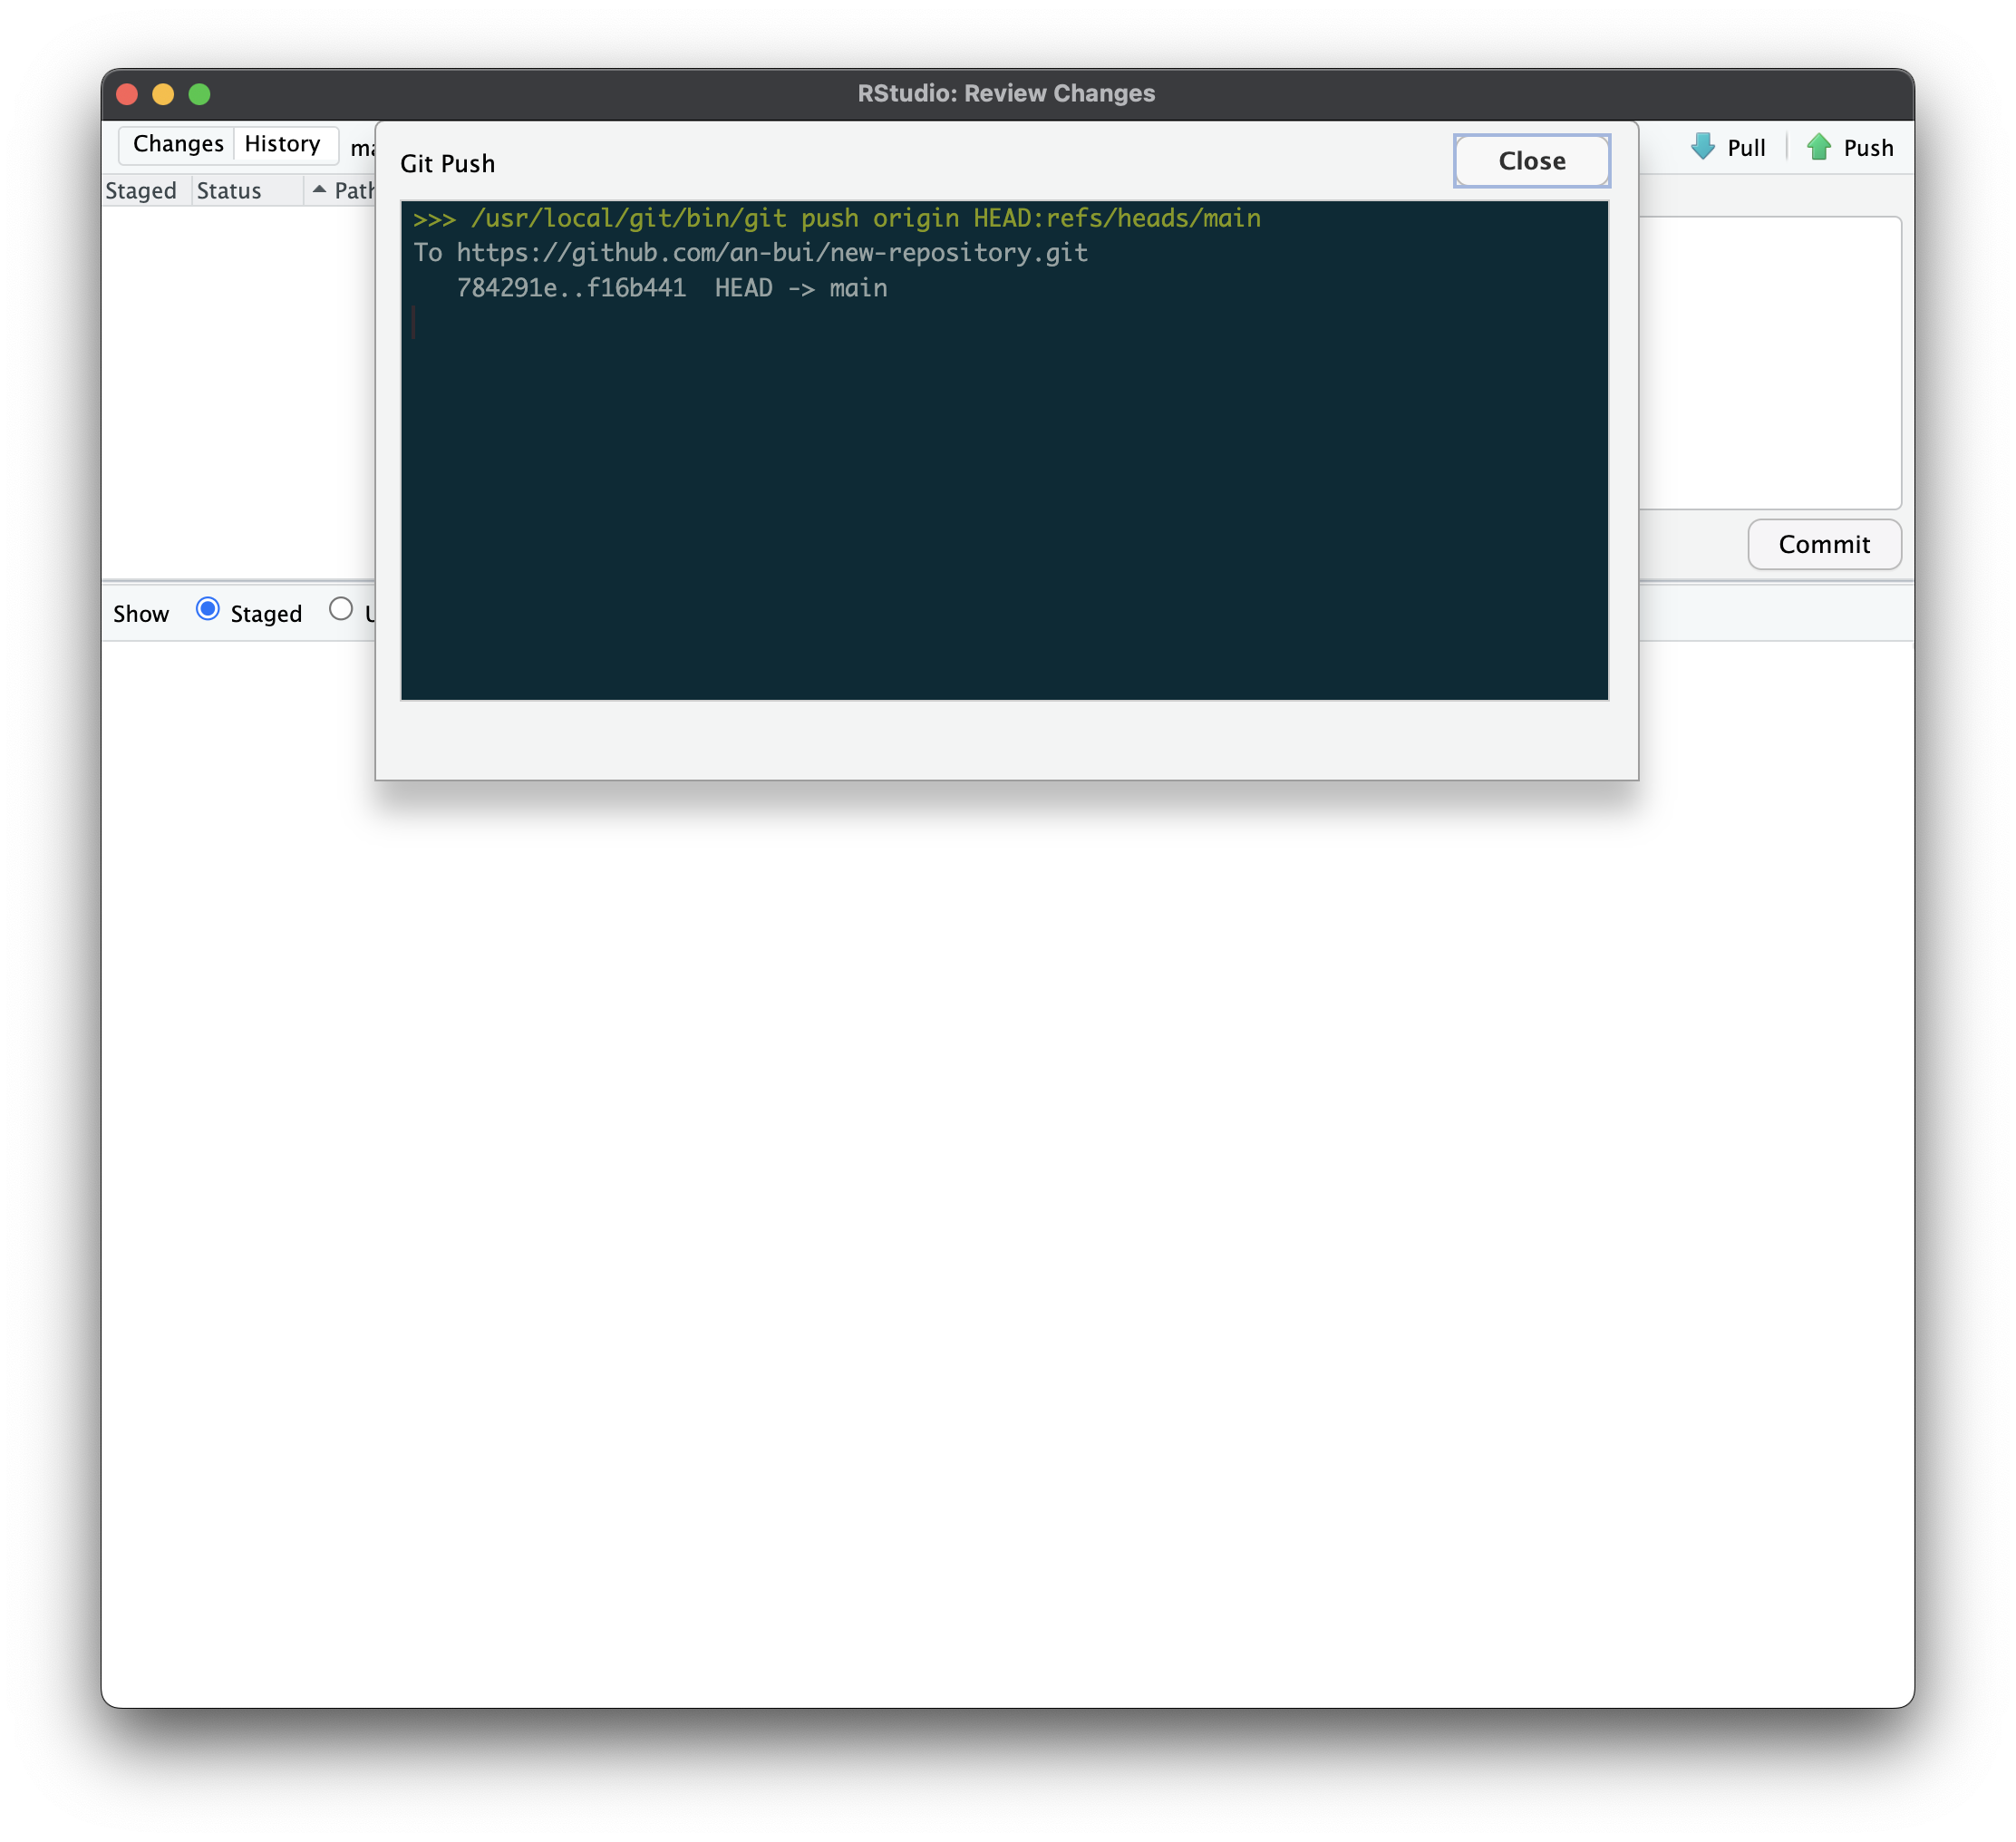 RStudio: Review Changes
Changes History
Pull Push
Git Push
Close
Staged Status
>>> /usr/local/git/bin/git push origin HEAD:refs/heads/main
To https://github.com/an-bui/new-repository.git
784291e..f16b441 HEAD -> main
Commit
Show Staged